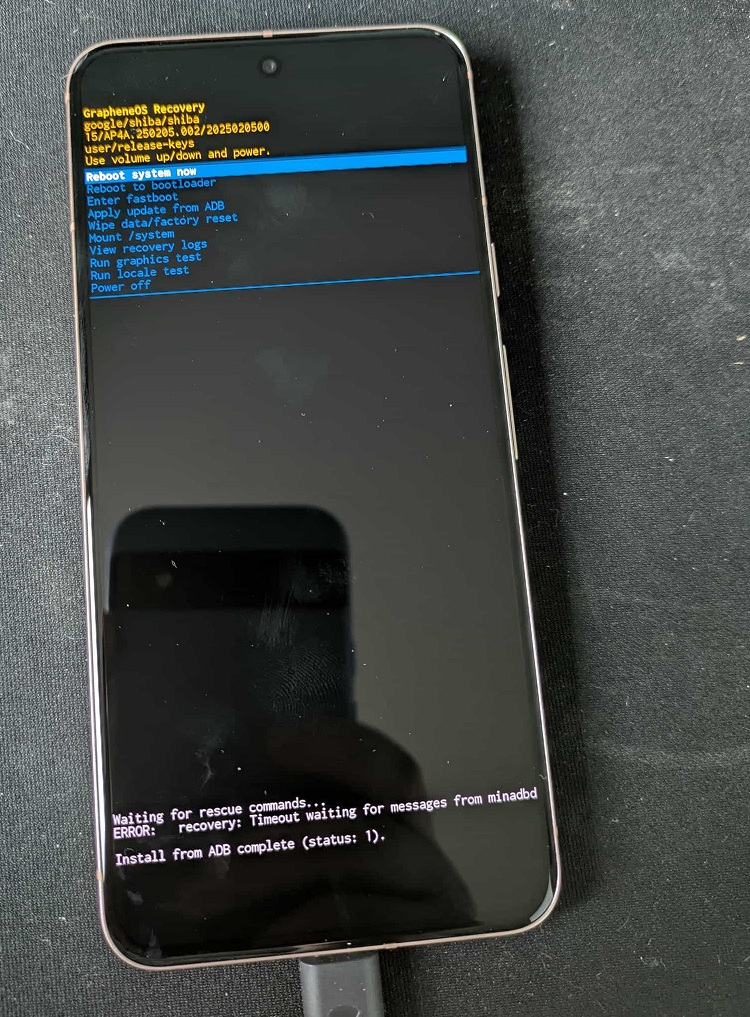 GrapheneOS Recovery
google/shiba/shiba
15/AP4A.250205.002/2025020500
user/release-keys
Use volume up/down and power.
Reboot system now
Reboot to bootloader
Enter fastboot
Apply update from ADB
Wipe data/factory reset
Mount /system
View recovery logs
Run graphics test
Run locale test
Power off
Waiting for rescue commands...
ERROR: recovery: Timeout waiting for messages from minadbd
Install from ADB complete (status: 1).